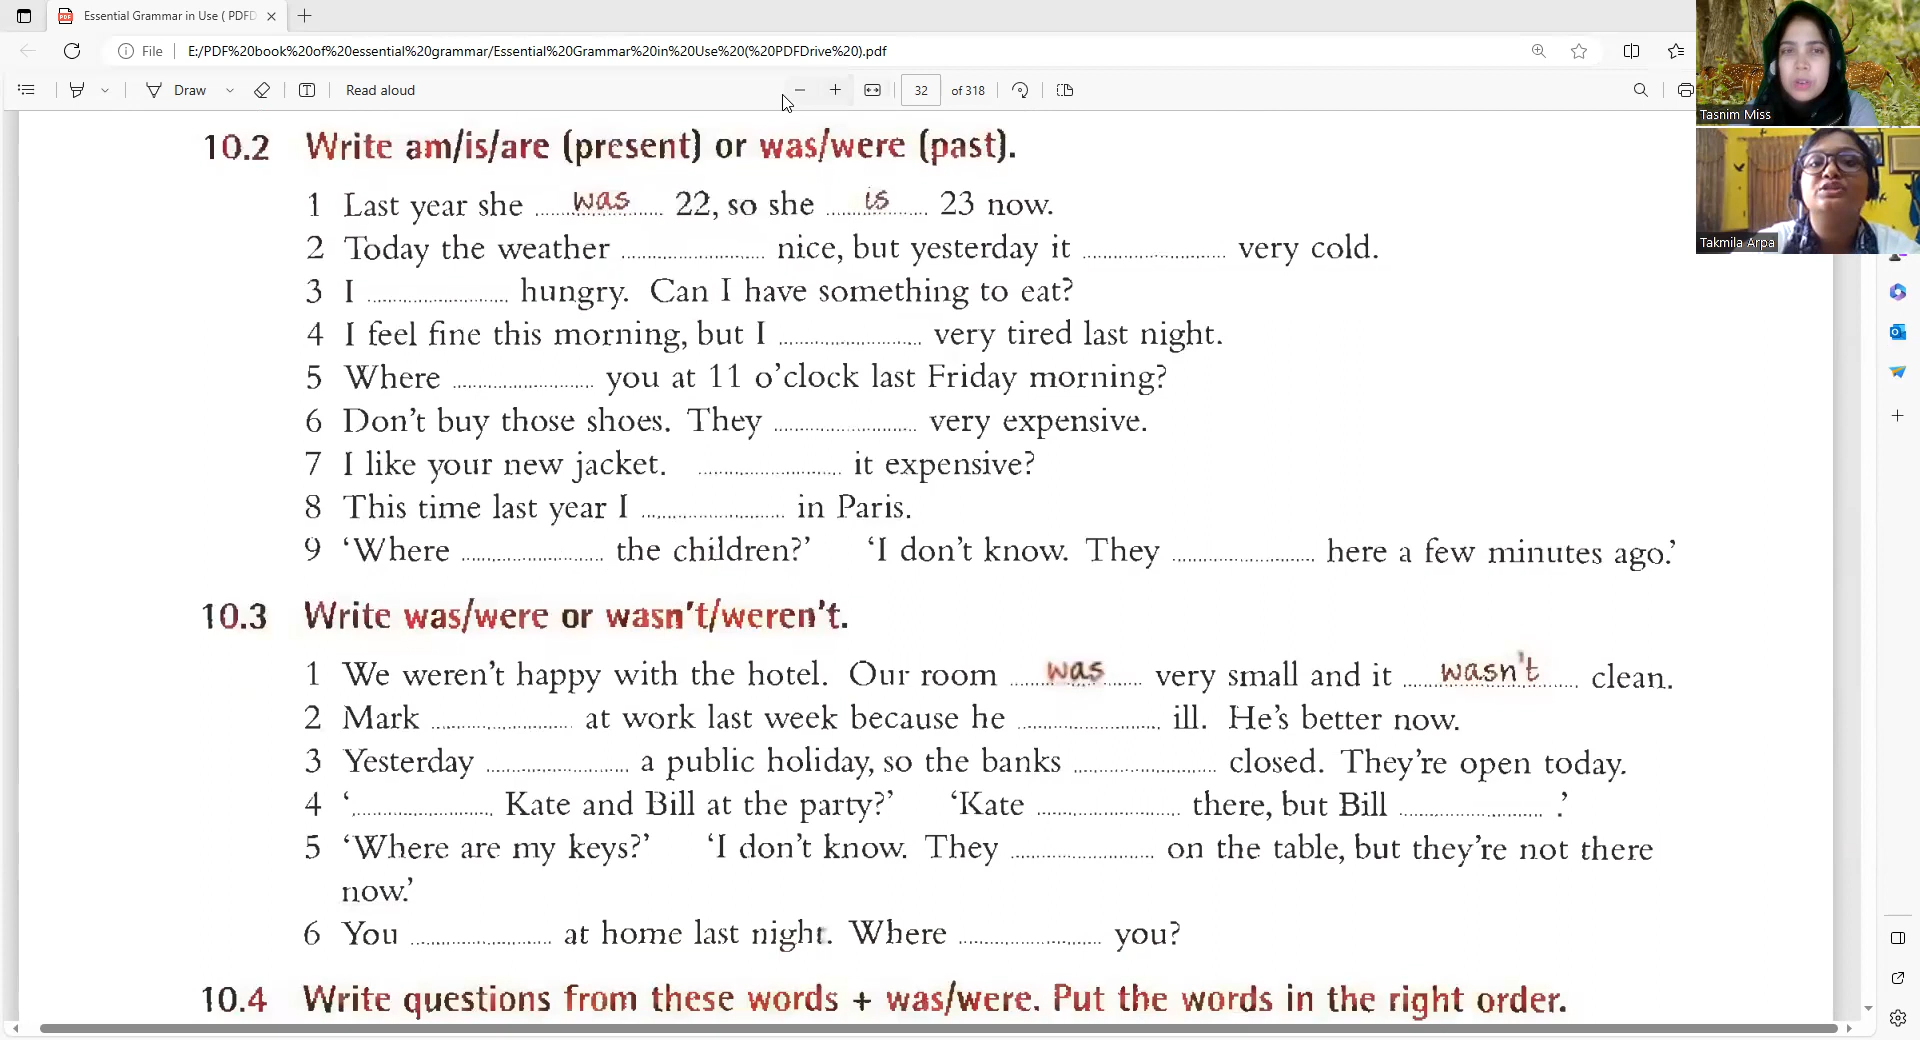 Essential Grammar in Use ( PDFD
File E:/PDF%20book%20of%20essential%20grammar/Essential%20Grammar%20in%20Use%20(%20PDFDrive%20).pdf
Draw Read aloud 32 of 318
Tasnim Miss
Takmila Arpa
10.2 Write am/is/are (present) or was/were (past).
1 Last year she was 22, so she is 23 now.
2 Today the weather .......... nice, but yesterday it .......... very cold.
3 I .......... hungry. Can I have something to eat?
4 I feel fine this morning, but I .......... very tired last night.
5 Where .......... you at 11 o’clock last Friday morning?
6 Don’t buy those shoes. They .......... very expensive.
7 I like your new jacket. .......... it expensive?
8 This time last year I .......... in Paris.
9 ‘Where .......... the children?’ ‘I don’t know. They .......... here a few minutes ago.’
10.3 Write was/were or wasn't/weren't.
1 We weren’t happy with the hotel. Our room was very small and it wasn't clean.
2 Mark .......... at work last week because he .......... ill. He’s better now.
3 Yesterday .......... a public holiday, so the banks .......... closed. They’re open today.
4 ‘.......... Kate and Bill at the party?’ ‘Kate .......... there, but Bill .......... .’
5 ‘Where are my keys?’ ‘I don’t know. They .......... on the table, but they’re not there
now.’
6 You .......... at home last night. Where .......... you?
10.4 Write questions from these words + was/were. Put the words in the right order.